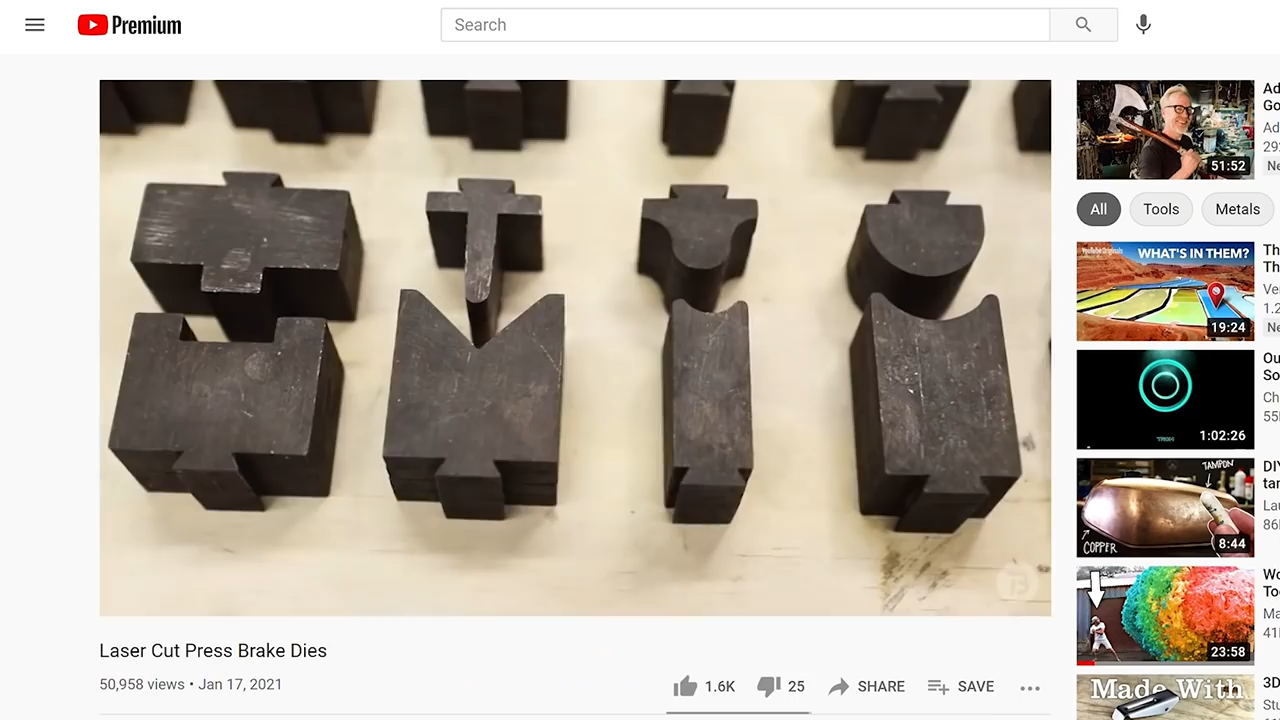 Premium
Search
51:52
All
Tools
Metals
YouTube Originals
WHAT'S IN THEM?
19:24
1:02:26
TAMPON
COPPER
8:44
23:58
Made With
Laser Cut Press Brake Dies
50,958 views • Jan 17, 2021
1.6K
25
SHARE
SAVE